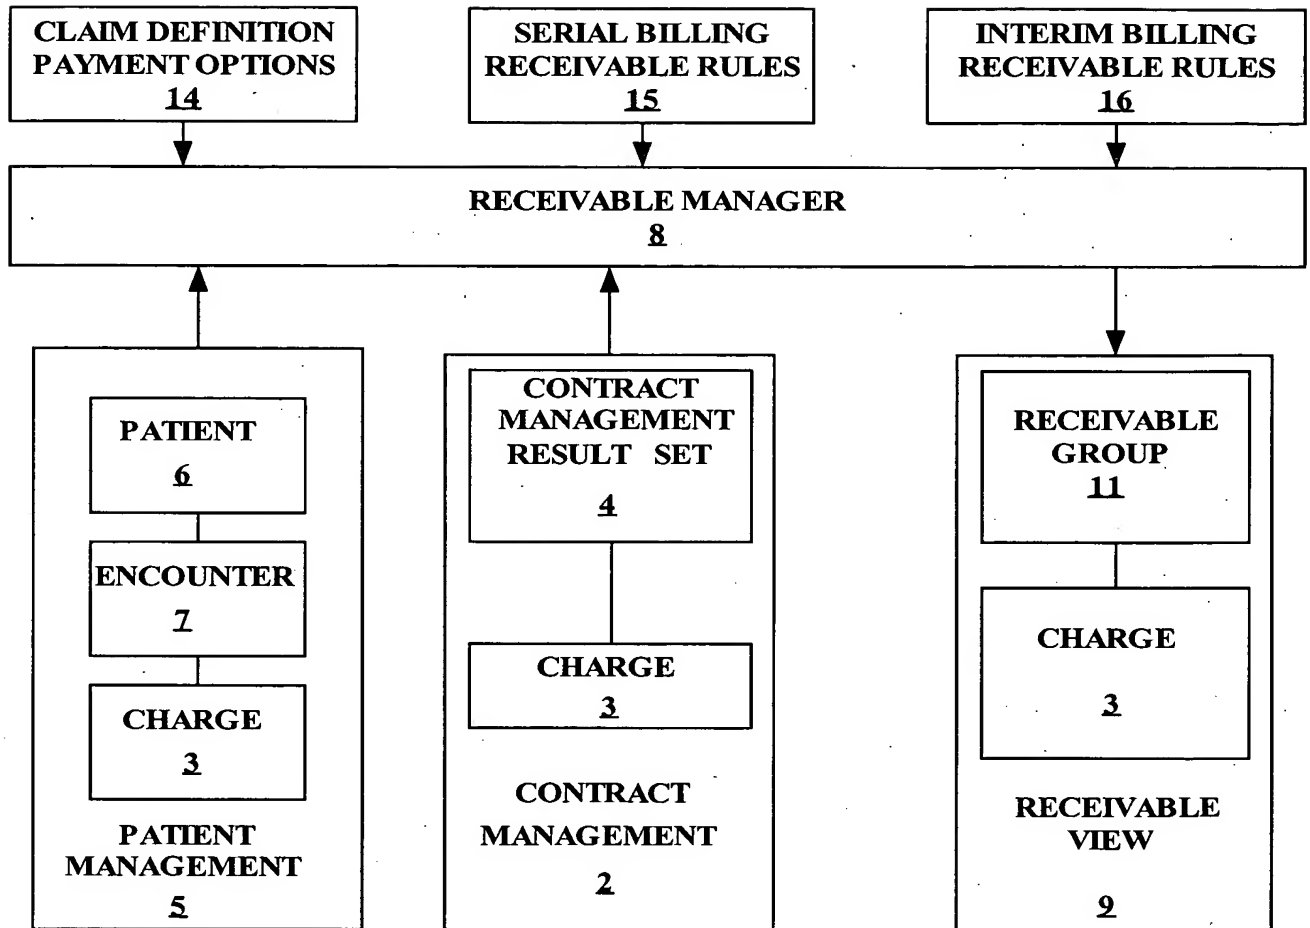 CLAIM DEFINITION
PAYMENT OPTIONS
14
SERIAL BILLING
RECEIVABLE RULES
15
INTERIM BILLING
RECEIVABLE RULES
16
RECEIVABLE MANAGER
8
PATIENT
6
ENCOUNTER
7
CHARGE
3
PATIENT
MANAGEMENT
5
CONTRACT
MANAGEMENT
RESULT SET
4
CHARGE
3
CONTRACT
MANAGEMENT
2
RECEIVABLE
GROUP
11
CHARGE
3
RECEIVABLE
VIEW
9